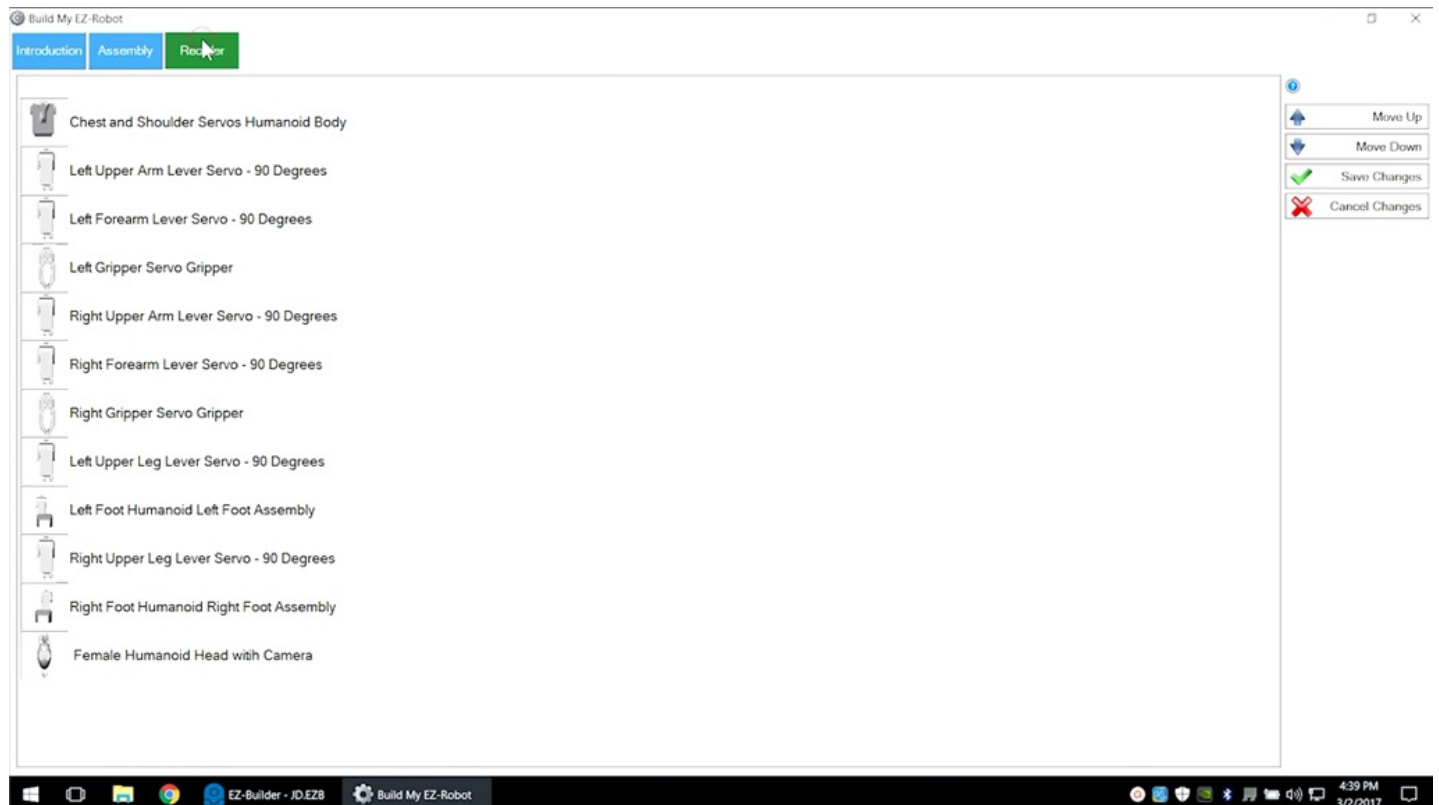 Build My EZ-Robot
Introduction
Assembly
Chest and Shoulder Servos Humanoid Body
Left Upper Arm Lever Servo - 90 Degrees
Left Forearm Lever Servo - 90 Degrees
Left Gripper Servo Gripper
Right Upper Arm Lever Servo - 90 Degrees
Right Forearm Lever Servo - 90 Degrees
Right Gripper Servo Gripper
Left Upper Leg Lever Servo - 90 Degrees
Left Foot Humanoid Left Foot Assembly
Right Upper Leg Lever Servo - 90 Degrees
Right Foot Humanoid Right Foot Assembly
Female Humanoid Head witih Camera
Move Up
Move Down
Save Changes
Cancel Changes
EZ-Builder - JD.EZB
Build My EZ-Robot
4:39 PM
3/2/2017